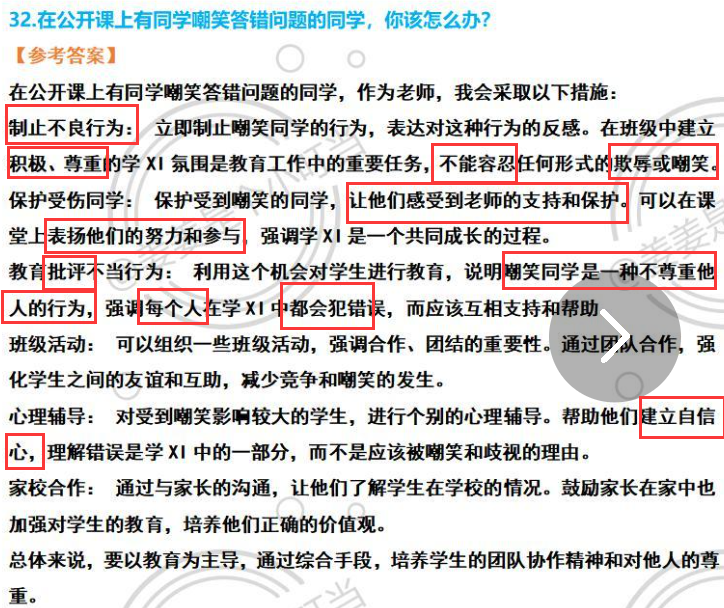 32.在公开课上有同学嘲笑答错问题的同学，你该怎么办?
【参考答案】
在公开课上有同学嘲笑答错问题的同学，作为老师，我会采取以下措施：
制止不良行为： 立即制止嘲笑同学的行为，表达对这种行为的反感。在班级中建立
积极、尊重的学 XI 氛围是教育工作中的重要任务，不能容忍任何形式的欺辱或嘲笑。
保护受伤同学： 保护受到嘲笑的同学，让他们感受到老师的支持和保护。可以在课
堂上表扬他们的努力和参与，强调学 XI 是一个共同成长的过程。
教育批评不当行为： 利用这个机会对学生进行教育，说明嘲笑同学是一种不尊重他
人的行为，强调每个人在学 XI 中都会犯错误，而应该互相支持和帮助
班级活动： 可以组织一些班级活动，强调合作、团结的重要性。通过团队合作，强
化学生之间的友谊和互助，减少竞争和嘲笑的发生。
心理辅导： 对受到嘲笑影响较大的学生，进行个别的心理辅导。帮助他们建立自信
心，理解错误是学 XI 中的一部分，而不是应该被嘲笑和歧视的理由。
家校合作： 通过与家长的沟通，让他们了解学生在学校的情况。鼓励家长在家中也
加强对学生的教育，培养他们正确的价值观。
总体来说，要以教育为主导，通过综合手段，培养学生的团队协作精神和对他人的尊
重。